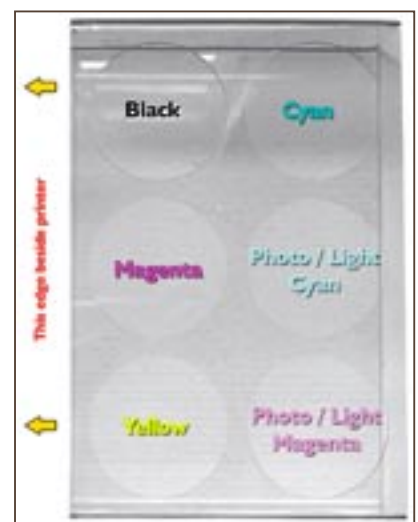 Black
Cyan
This edge beside printer
Magenta
Photo / Light
Cyan
Yellow
Photo / Light
Magenta